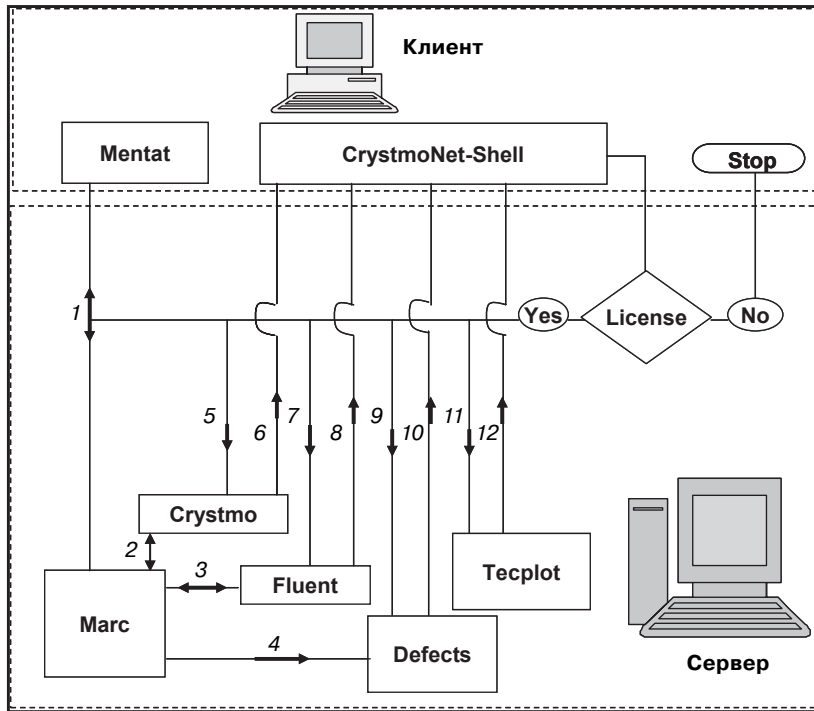 Клиент
Mentat
CrystmoNet-Shell
Stop
1
Yes
License
No
5
6
7
8
9
10
11
12
Crystmo
2
3
Fluent
Tecplot
Marc
4
Defects
Сервер